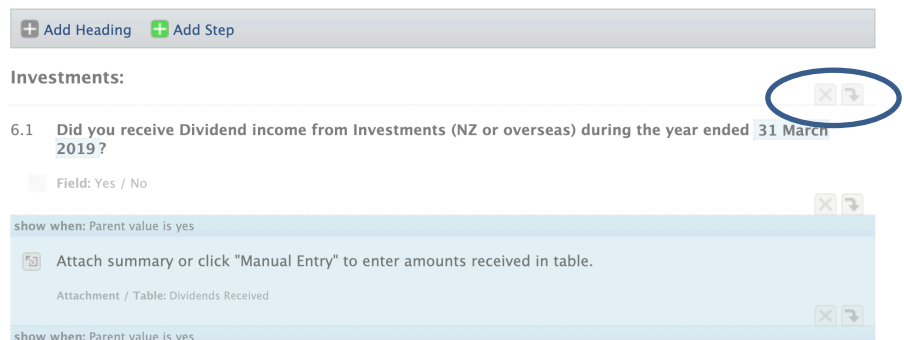 Add Heading Add Step
Investments:
6.1 Did you receive Dividend income from Investments (NZ or overseas) during the year ended 31 March
2019 ?
Field: Yes / No
show when: Parent value is yes
Attach summary or click "Manual Entry" to enter amounts received in table.
Attachment / Table: Dividends Received
show when: Parent value is yes